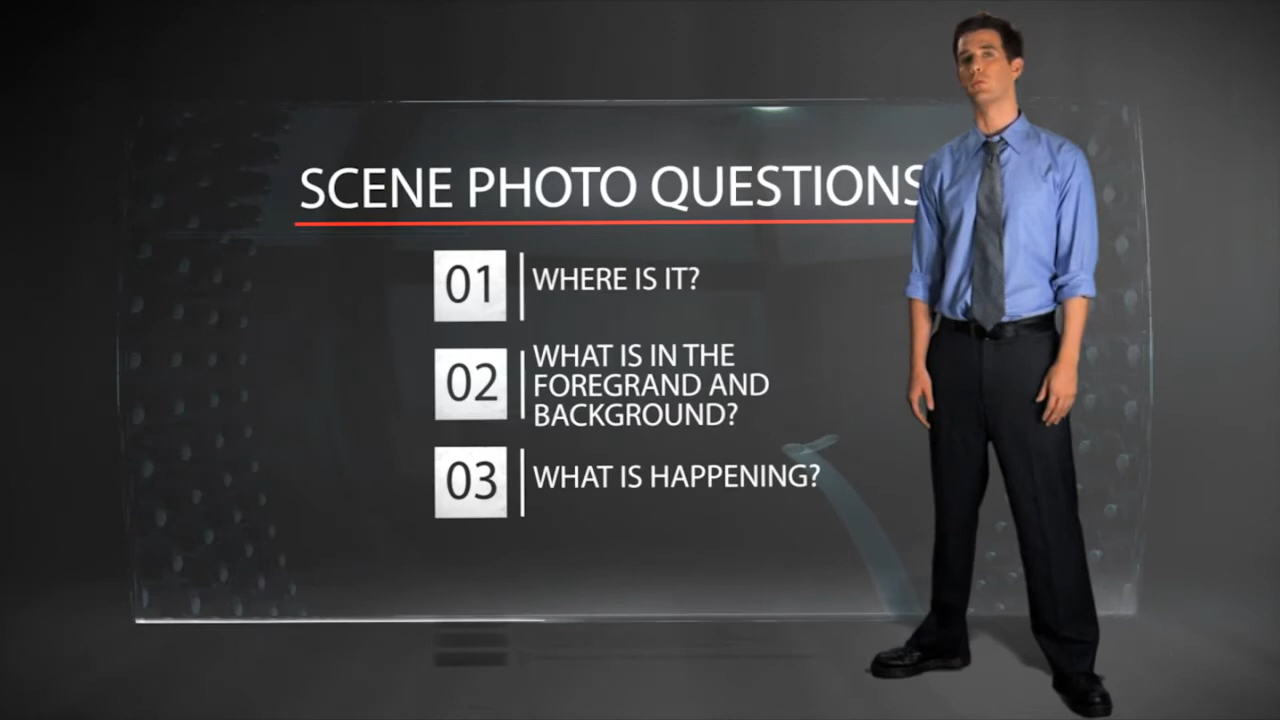 SCENE PHOTO QUESTIONS
01
WHERE IS IT?
02
WHAT IS IN THE
FOREGRAND AND
BACKGROUND?
03
WHAT IS HAPPENING?